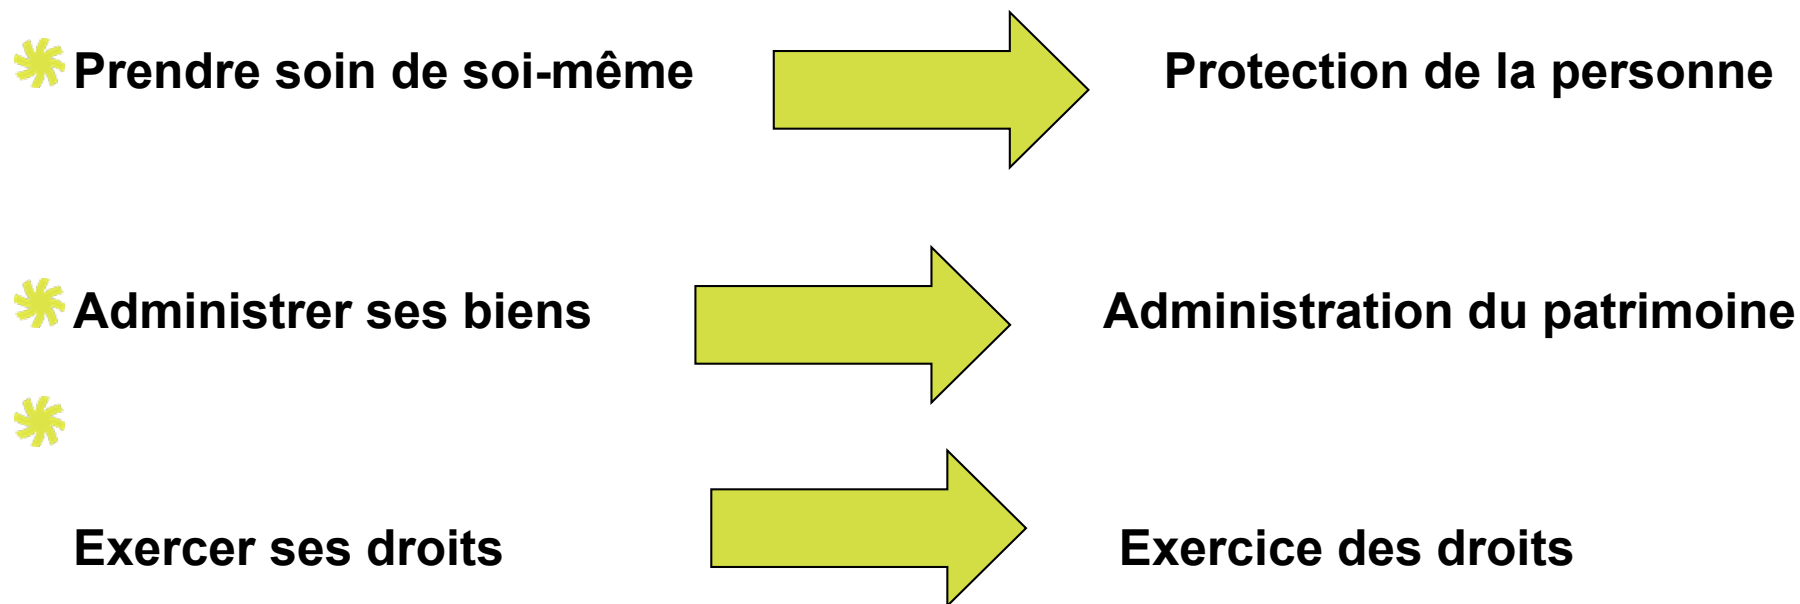 Prendre soin de soi-même Protection de la personne
Administrer ses biens Administration du patrimoine
Exercer ses droits Exercice des droits